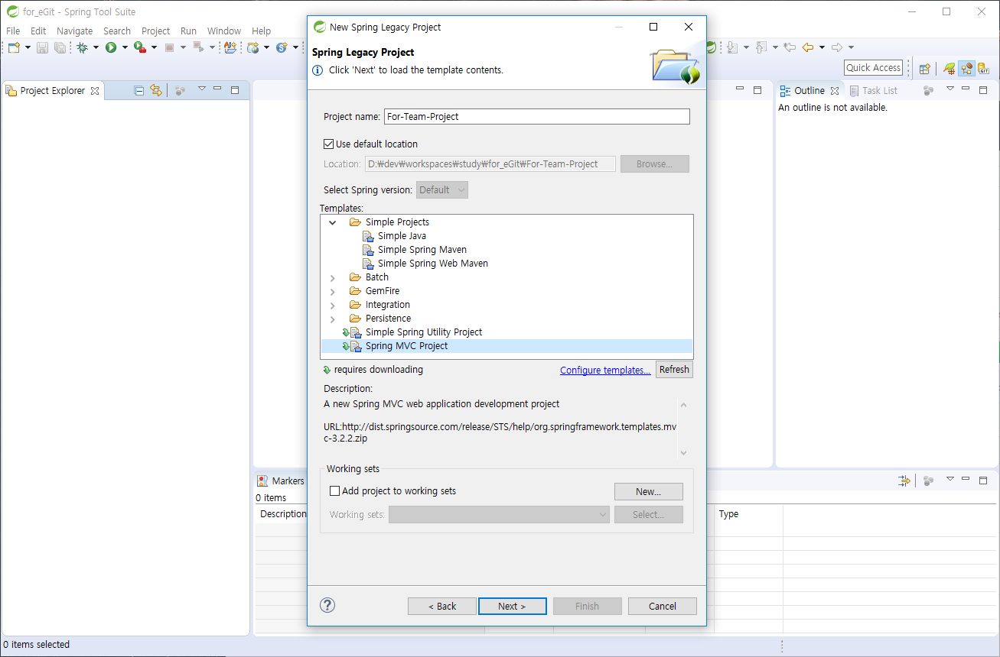 for_eGit - Spring Tool Suite
File Edit Navigate Search Project Run Window Help
Quick Access
GIT
Project Explorer
Outline
Task List
An outline is not available.
New Spring Legacy Project
Spring Legacy Project
Click 'Next' to load the template contents.
Project name: For-Team-Project
Use default location
Location: D:₩dev₩workspaces₩study₩for_eGit₩For-Team-Project Browse...
Select Spring version: Default
Templates:
Simple Projects
Simple Java
Simple Spring Maven
Simple Spring Web Maven
Batch
GemFire
Integration
Persistence
Simple Spring Utility Project
Spring MVC Project
requires downloading
Configure templates... Refresh
Description:
A new Spring MVC web application development project
URL:http://dist.springsource.com/release/STS/help/org.springframework.templates.mv
c-3.2.2.zip
Working sets
Add project to working sets New...
Working sets: Select...
< Back Next > Finish Cancel
Markers
0 items
Description
Type
0 items selected